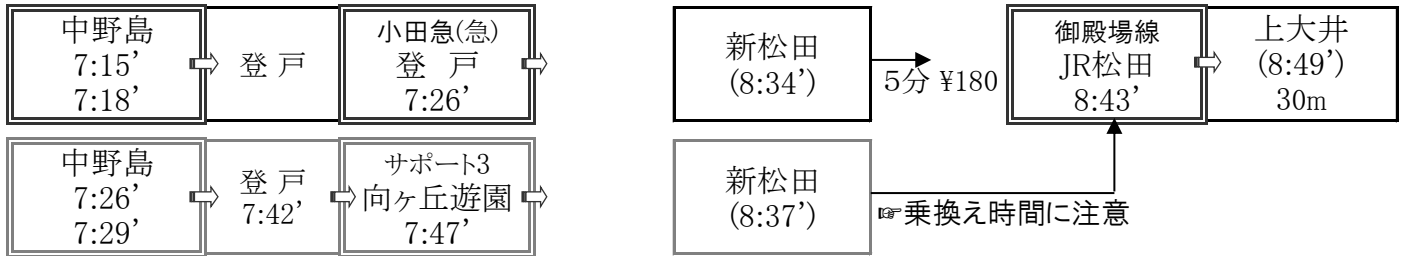 中野島
7:15’
7:18’
登 戸
小田急(急)
登 戸
7:26’
新松田
(8:34’)
5分 ¥180
御殿場線
JR松田
8:43’
上大井
(8:49’)
30m
中野島
7:26’
7:29’
登 戸
7:42’
サポート3
向ヶ丘遊園
7:47’
新松田
(8:37’)
☞乗換え時間に注意